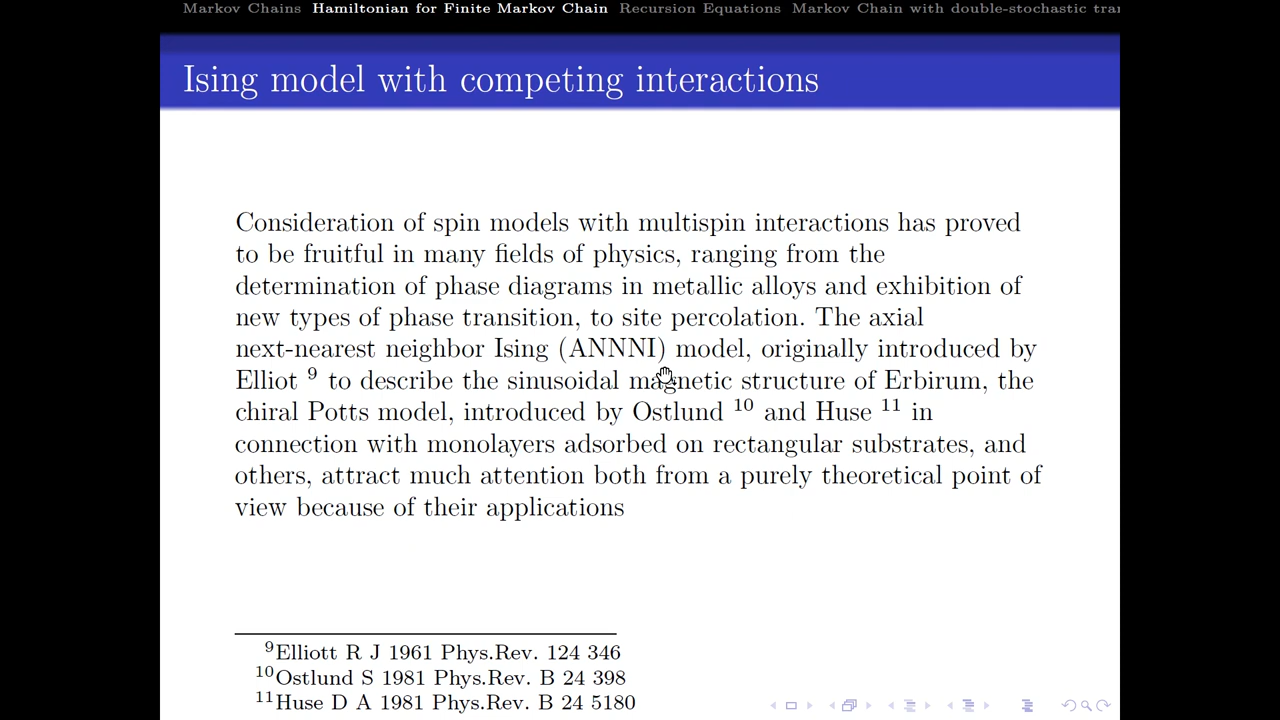 Markov Chains Hamiltonian for Finite Markov Chain Recursion Equations Markov Chain with double-stochastic tran
Ising model with competing interactions
Consideration of spin models with multispin interactions has proved
to be fruitful in many fields of physics, ranging from the
determination of phase diagrams in metallic alloys and exhibition of
new types of phase transition, to site percolation. The axial
next-nearest neighbor Ising (ANNNI) model, originally introduced by
Elliot 9 to describe the sinusoidal magnetic structure of Erbirum, the
chiral Potts model, introduced by Ostlund 10 and Huse 11 in
connection with monolayers adsorbed on rectangular substrates, and
others, attract much attention both from a purely theoretical point of
view because of their applications
9Elliott R J 1961 Phys.Rev. 124 346
10Ostlund S 1981 Phys.Rev. B 24 398
11Huse D A 1981 Phys.Rev. B 24 5180